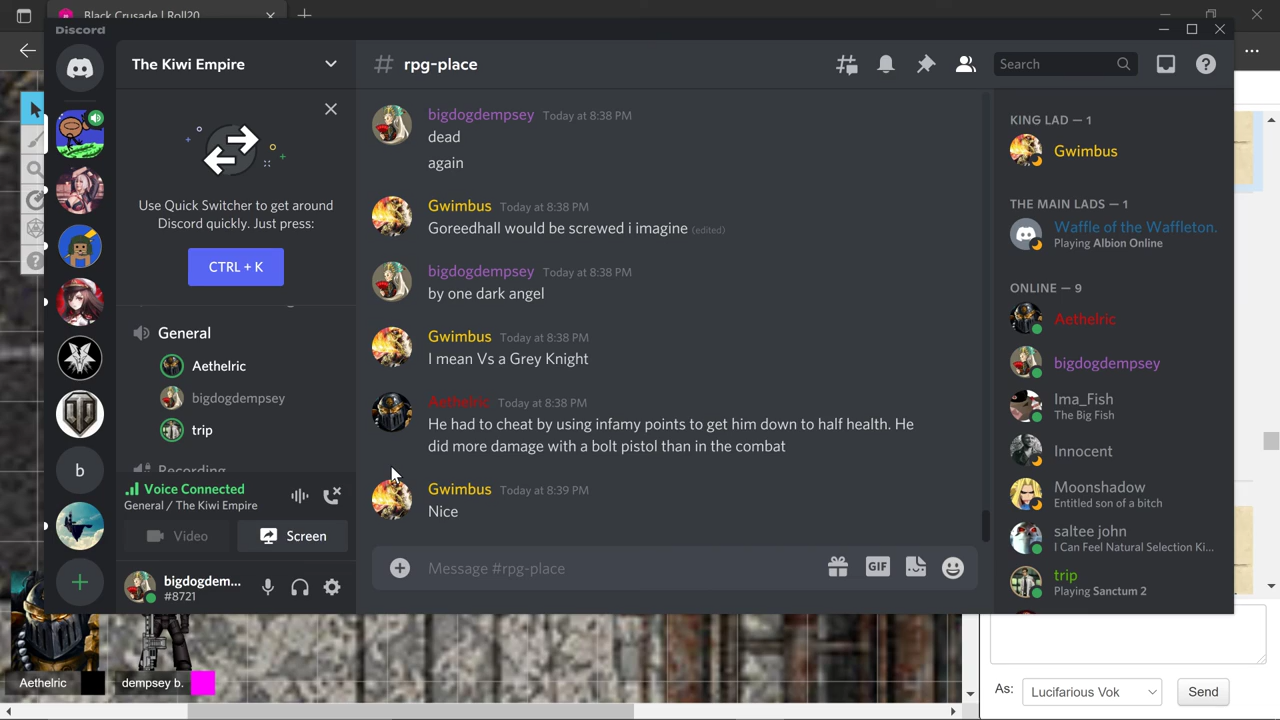 Black Crusade | Roll20
Discord
The Kiwi Empire
rpg-place
Search
Use Quick Switcher to get around
Discord quickly. Just press:
CTRL + K
General
Aethelric
bigdogdempsey
trip
Recording
Voice Connected
General / The Kiwi Empire
Video
Screen
bigdogdem...
#8721
b
bigdogdempsey Today at 8:38 PM
dead
again
Gwimbus Today at 8:38 PM
Goreedhall would be screwed i imagine (edited)
bigdogdempsey Today at 8:38 PM
by one dark angel
Gwimbus Today at 8:38 PM
I mean Vs a Grey Knight
Aethelric Today at 8:38 PM
He had to cheat by using infamy points to get him down to half health. He
did more damage with a bolt pistol than in the combat
Gwimbus Today at 8:39 PM
Nice
Message #rpg-place
GIF
KING LAD — 1
Gwimbus
THE MAIN LADS — 1
Waffle of the Waffleton.
Playing Albion Online
ONLINE — 9
Aethelric
bigdogdempsey
Ima_Fish
The Big Fish
Innocent
Moonshadow
Entitled son of a bitch
saltee john
I Can Feel Natural Selection Ki...
trip
Playing Sanctum 2
Aethelric
dempsey b.
As:
Lucifarious Vok
Send